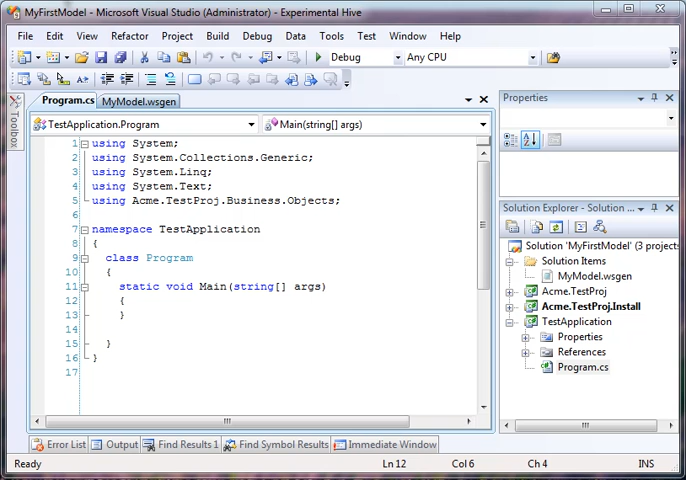 MyFirstModel - Microsoft Visual Studio (Administrator) - Experimental Hive
File Edit View Refactor Project Build Debug Data Tools Test Window Help
Debug Any CPU
Program.cs MyModel.wsgen
Toolbox
TestApplication.Program Main(string[] args)
1 using System;
2 using System.Collections.Generic;
3 using System.Linq;
4 using System.Text;
5 using Acme.TestProj.Business.Objects;
6
7 namespace TestApplication
8 {
9 class Program
10 {
11 static void Main(string[] args)
12 {
13 }
14
15 }
16 }
17
Properties
Solution Explorer - Solution ...
Solution 'MyFirstModel' (3 projects
Solution Items
MyModel.wsgen
Acme.TestProj
Acme.TestProj.Install
TestApplication
Properties
References
Program.cs
Error List Output Find Results 1 Find Symbol Results Immediate Window
Ready Ln 12 Col 6 Ch 4 INS